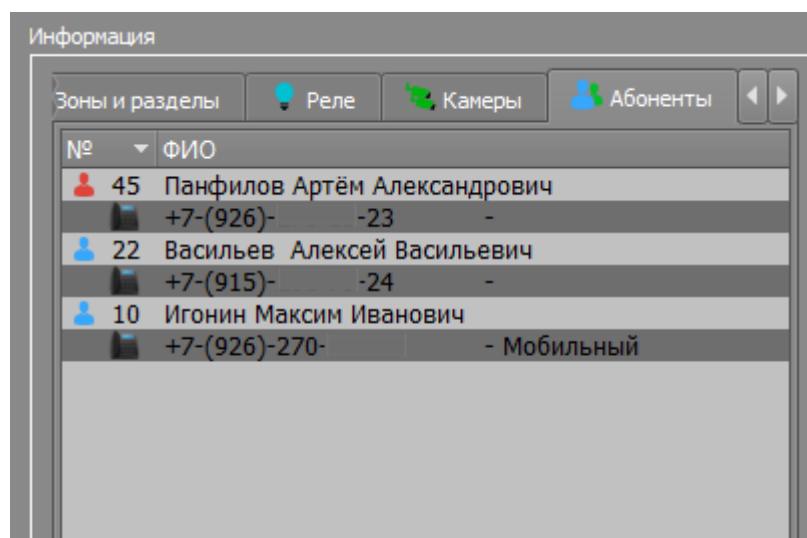 Информация
Зоны и разделы Реле Камеры Абоненты
№ ФИО
45 Панфилов Артём Александрович
+7-(926)- -23 -
22 Васильев Алексей Васильевич
+7-(915)- -24 -
10 Игонин Максим Иванович
+7-(926)-270- - Мобильный